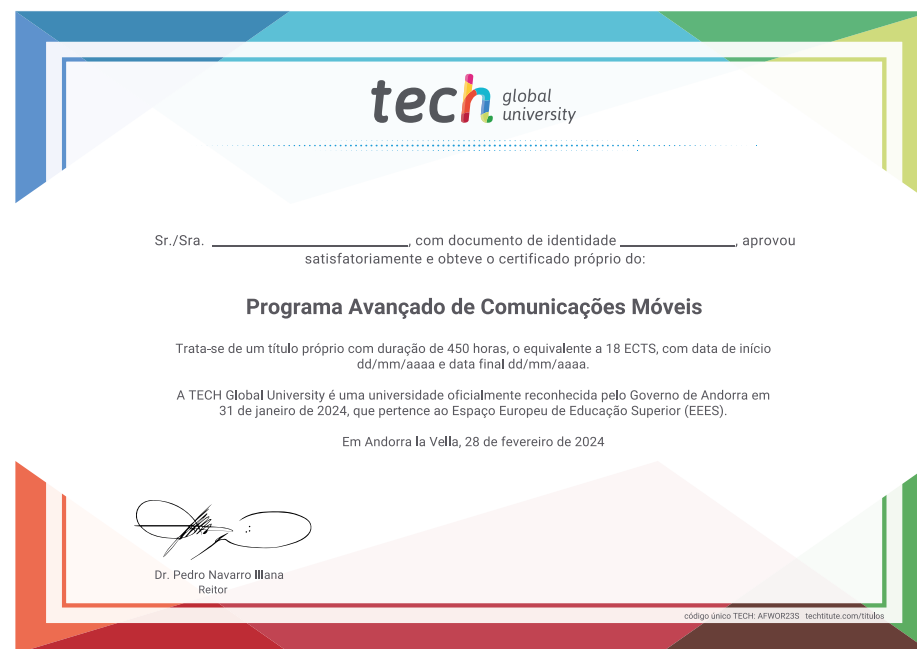 tech global university
Sr./Sra. ____________________, com documento de identidade ____________, aprovou
satisfatoriamente e obteve o certificado próprio do:
Programa Avançado de Comunicações Móveis
Trata-se de um título próprio com duração de 450 horas, o equivalente a 18 ECTS, com data de início
dd/mm/aaaa e data final dd/mm/aaaa.
A TECH Global University é uma universidade oficialmente reconhecida pelo Governo de Andorra em
31 de janeiro de 2024, que pertence ao Espaço Europeu de Educação Superior (EEES).
Em Andorra la Vella, 28 de fevereiro de 2024
Dr. Pedro Navarro Illana
Reitor
código único TECH: AFWOR23S techtitute.com/titulos